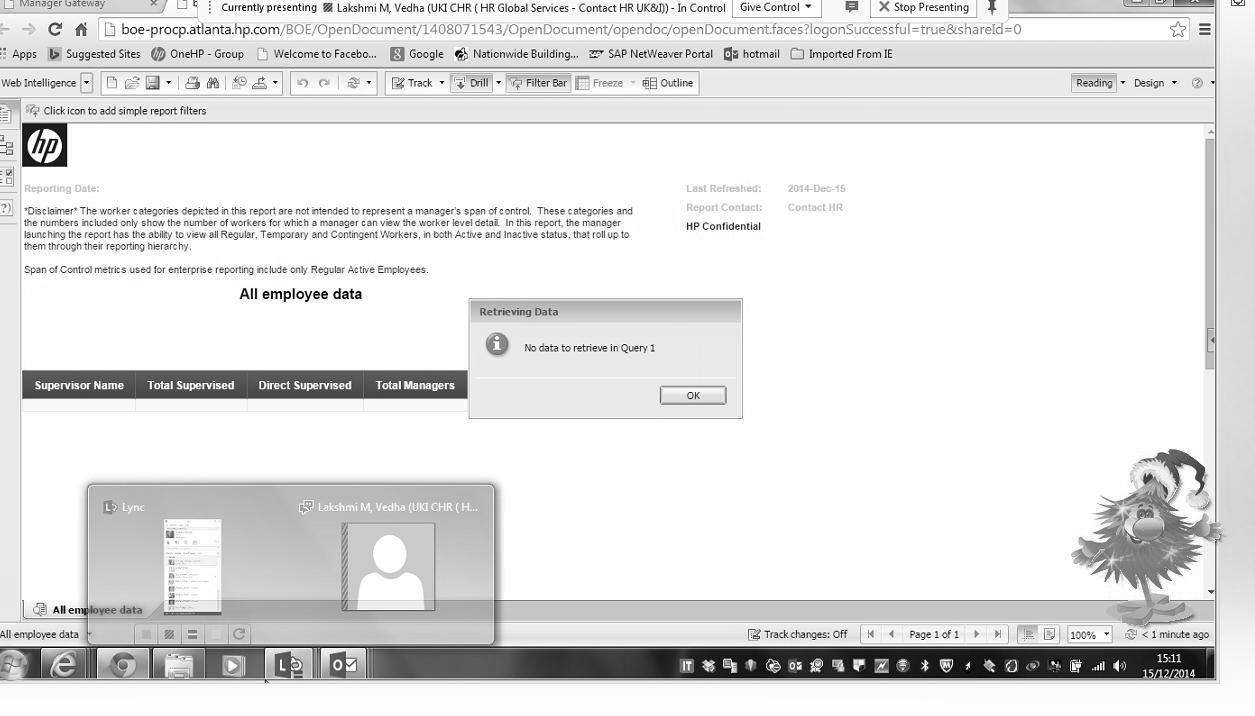 Manager Gateway
Currently presenting Lakshmi M, Vedha (UKI CHR ( HR Global Services - Contact HR UK&I)) - In Control Give Control Stop Presenting
boe-procp.atlanta.hp.com/BOE/OpenDocument/1408071543/OpenDocument/opendoc/openDocument.faces?logonSuccessful=true&shareId=0
Apps Suggested Sites OneHP - Group Welcome to Facebo... Google Nationwide Building... SAP NetWeaver Portal hotmail Imported From IE
Web Intelligence Track Drill Filter Bar Freeze Outline Reading Design
Click icon to add simple report filters
hp
Reporting Date: Last Refreshed: 2014-Dec-15
Report Contact: Contact HR
HP Confidential
*Disclaimer* The worker categories depicted in this report are not intended to represent a manager's span of control. These categories and
the numbers included only show the number of workers for which a manager can view the worker level detail. In this report, the manager
launching the report has the ability to view all Regular, Temporary and Contingent Workers, in both Active and Inactive status, that roll up to
them through their reporting hierarchy.
Span of Control metrics used for enterprise reporting include only Regular Active Employees.
All employee data
Retrieving Data
No data to retrieve in Query 1
OK
Supervisor Name Total Supervised Direct Supervised Total Managers
Lync Lakshmi M, Vedha (UKI CHR ( H...
All employee data
All employee data Track changes: Off Page 1 of 1 100% < 1 minute ago
15:11
15/12/2014